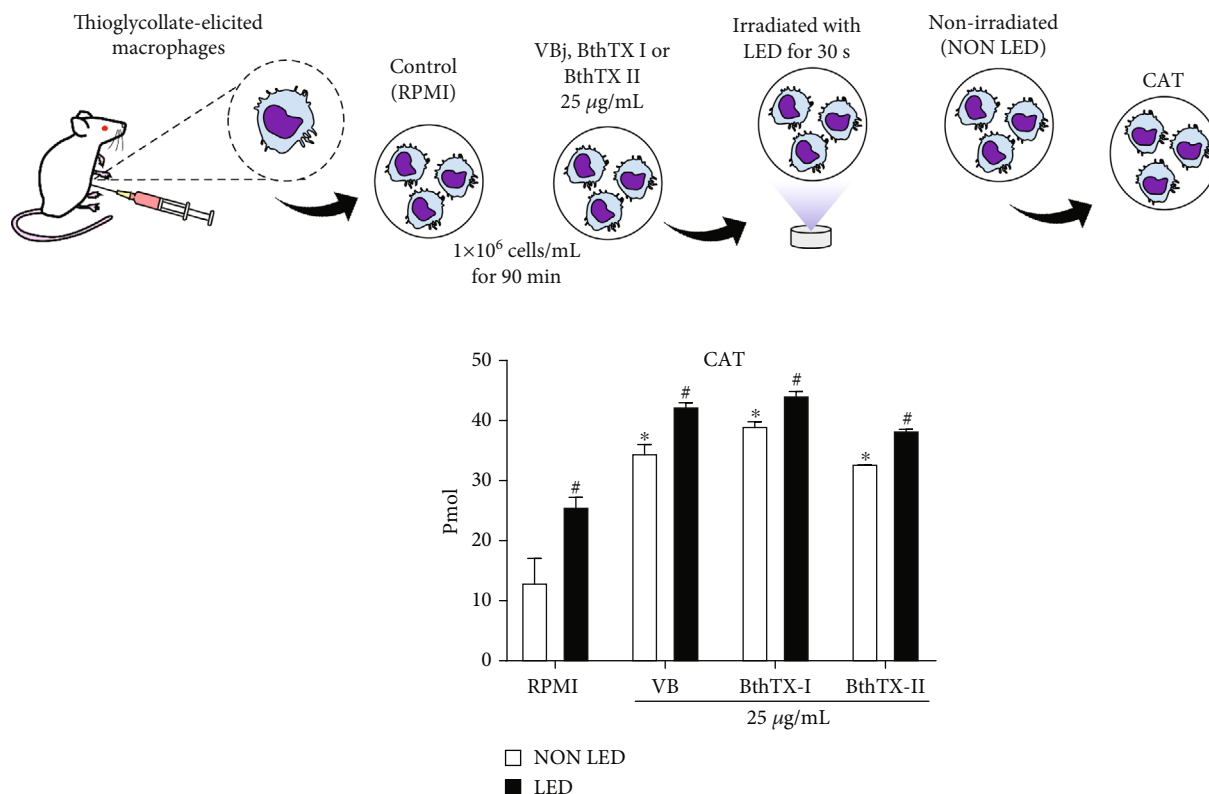 Thioglycollate-elicited
macrophages
Control
(RPMI)
VBj, BthTX I or
BthTX II
25 μg/mL
1×10⁶ cells/mL
for 90 min
Irradiated with
LED for 30 s
Non-irradiated
(NON LED)
CAT
CAT
Pmol
50
40
30
20
10
0
#
*
#
*
#
*
#
RPMI
VB
BthTX-I
BthTX-II
25 μg/mL
NON LED
LED